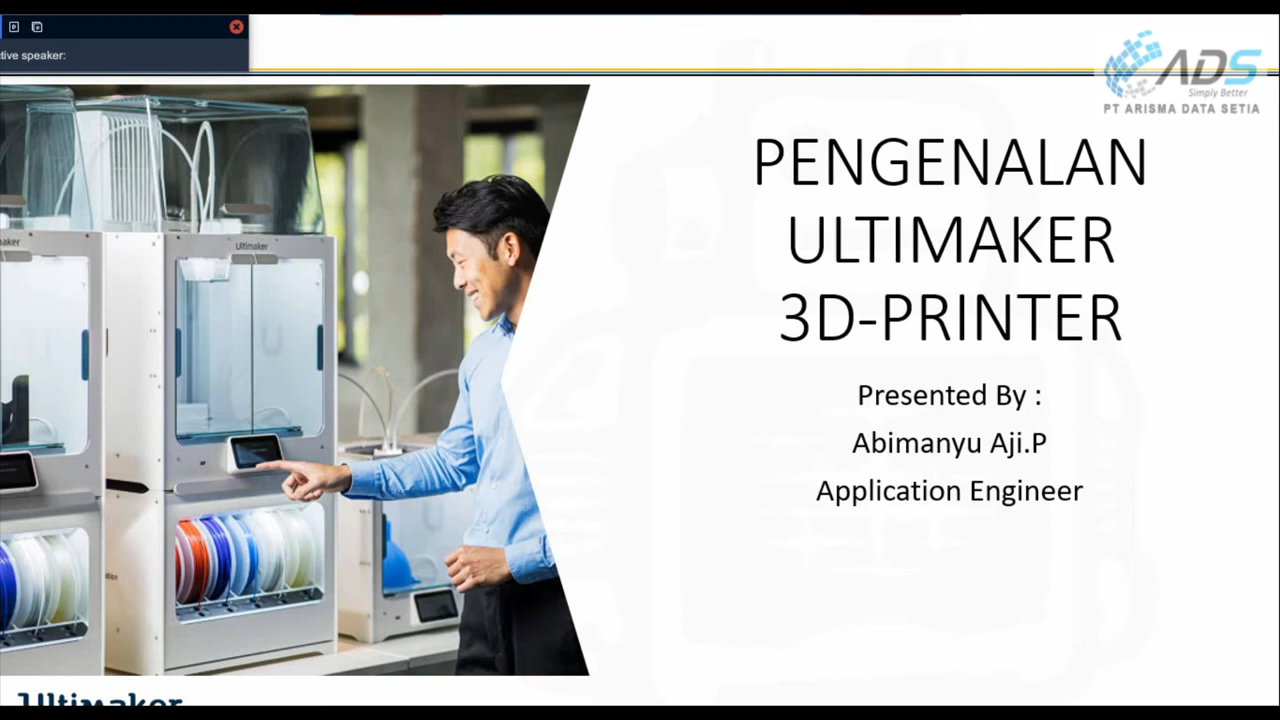 tive speaker:
ADS
Simply Better
PT ARISMA DATA SETIA
PENGENALAN
ULTIMAKER
3D-PRINTER
Presented By :
Abimanyu Aji.P
Application Engineer
aker
Ultimaker
Ultimaker